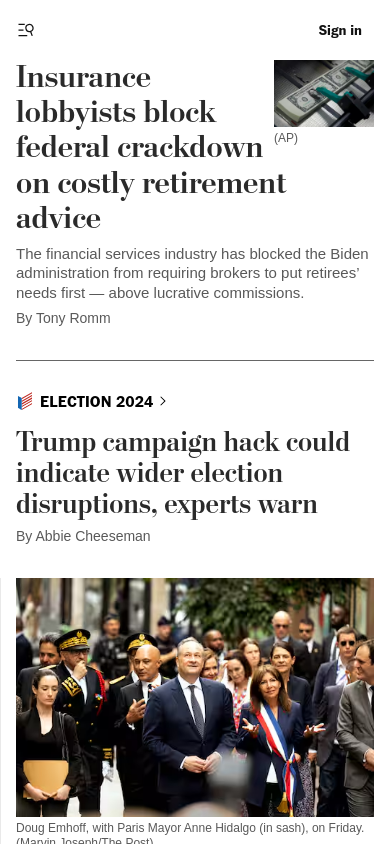 Sign in
Insurance
lobbyists block
federal crackdown
on costly retirement
advice
(AP)
The financial services industry has blocked the Biden
administration from requiring brokers to put retirees’
needs first — above lucrative commissions.
By Tony Romm
ELECTION 2024
Trump campaign hack could
indicate wider election
disruptions, experts warn
By Abbie Cheeseman
Doug Emhoff, with Paris Mayor Anne Hidalgo (in sash), on Friday.
(Marvin Joseph/The Post)